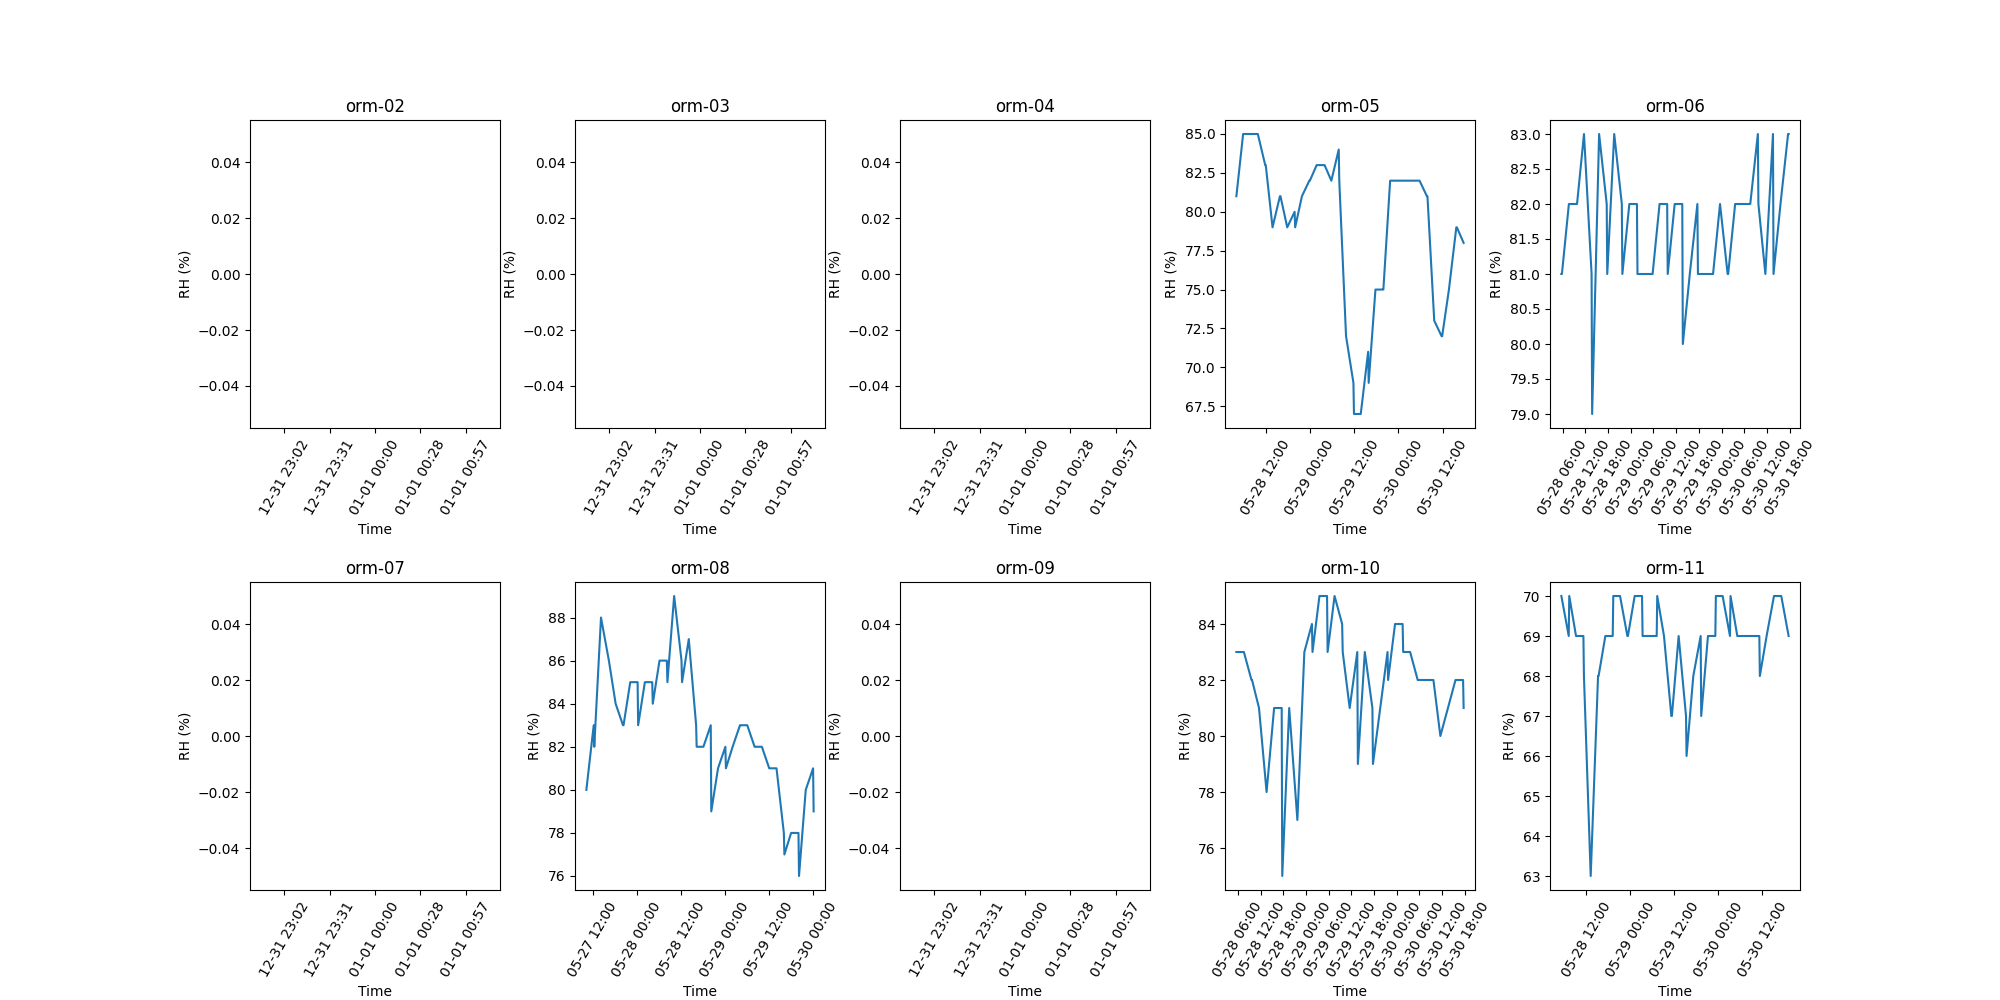 orm-02 orm-03 orm-04 orm-05 orm-06
RH (%) 0.04 0.02 0.00 −0.02 −0.04
12-31 23:02 12-31 23:31 01-01 00:00 01-01 00:28 01-01 00:57
Time
RH (%) 0.04 0.02 0.00 −0.02 −0.04
12-31 23:02 12-31 23:31 01-01 00:00 01-01 00:28 01-01 00:57
Time
RH (%) 0.04 0.02 0.00 −0.02 −0.04
12-31 23:02 12-31 23:31 01-01 00:00 01-01 00:28 01-01 00:57
Time
RH (%) 85.0 82.5 80.0 77.5 75.0 72.5 70.0 67.5
05-28 12:00 05-29 00:00 05-29 12:00 05-30 00:00 05-30 12:00
Time
RH (%) 83.0 82.5 82.0 81.5 81.0 80.5 80.0 79.5 79.0
05-28 06:00 05-28 12:00 05-28 18:00 05-29 00:00 05-29 06:00 05-29 12:00 05-29 18:00 05-30 00:00 05-30 06:00 05-30 12:00 05-30 18:00
Time
orm-07 orm-08 orm-09 orm-10 orm-11
RH (%) 0.04 0.02 0.00 −0.02 −0.04
12-31 23:02 12-31 23:31 01-01 00:00 01-01 00:28 01-01 00:57
Time
RH (%) 88 86 84 82 80 78 76
05-27 12:00 05-28 00:00 05-28 12:00 05-29 00:00 05-29 12:00 05-30 00:00
Time
RH (%) 0.04 0.02 0.00 −0.02 −0.04
12-31 23:02 12-31 23:31 01-01 00:00 01-01 00:28 01-01 00:57
Time
RH (%) 84 82 80 78 76
05-28 06:00 05-28 12:00 05-28 18:00 05-29 00:00 05-29 06:00 05-29 12:00 05-29 18:00 05-30 00:00 05-30 06:00 05-30 12:00 05-30 18:00
Time
RH (%) 70 69 68 67 66 65 64 63
05-28 12:00 05-29 00:00 05-29 12:00 05-30 00:00 05-30 12:00
Time